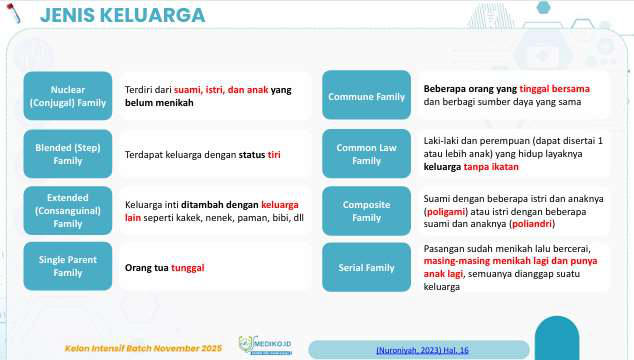 JENIS KELUARGA
Nuclear
(Conjugal) Family
Terdiri dari suami, istri, dan anak yang
belum menikah
Blended (Step)
Family
Terdapat keluarga dengan status tiri
Extended
(Consanguinal)
Family
Keluarga inti ditambah dengan keluarga
lain seperti kakek, nenek, paman, bibi, dll
Single Parent
Family
Orang tua tunggal
Commune Family
Beberapa orang yang tinggal bersama
dan berbagi sumber daya yang sama
Common Law
Family
Laki-laki dan perempuan (dapat disertai 1
atau lebih anak) yang hidup layaknya
keluarga tanpa ikatan
Composite
Family
Suami dengan beberapa istri dan anaknya
(poligami) atau istri dengan beberapa
suami dan anaknya (poliandri)
Serial Family
Pasangan sudah menikah lalu bercerai,
masing-masing menikah lagi dan punya
anak lagi, semuanya dianggap suatu
keluarga
Kelan Intensif Batch November 2025
MEDIKO.ID
(Nuroniyah, 2023) Hal. 16